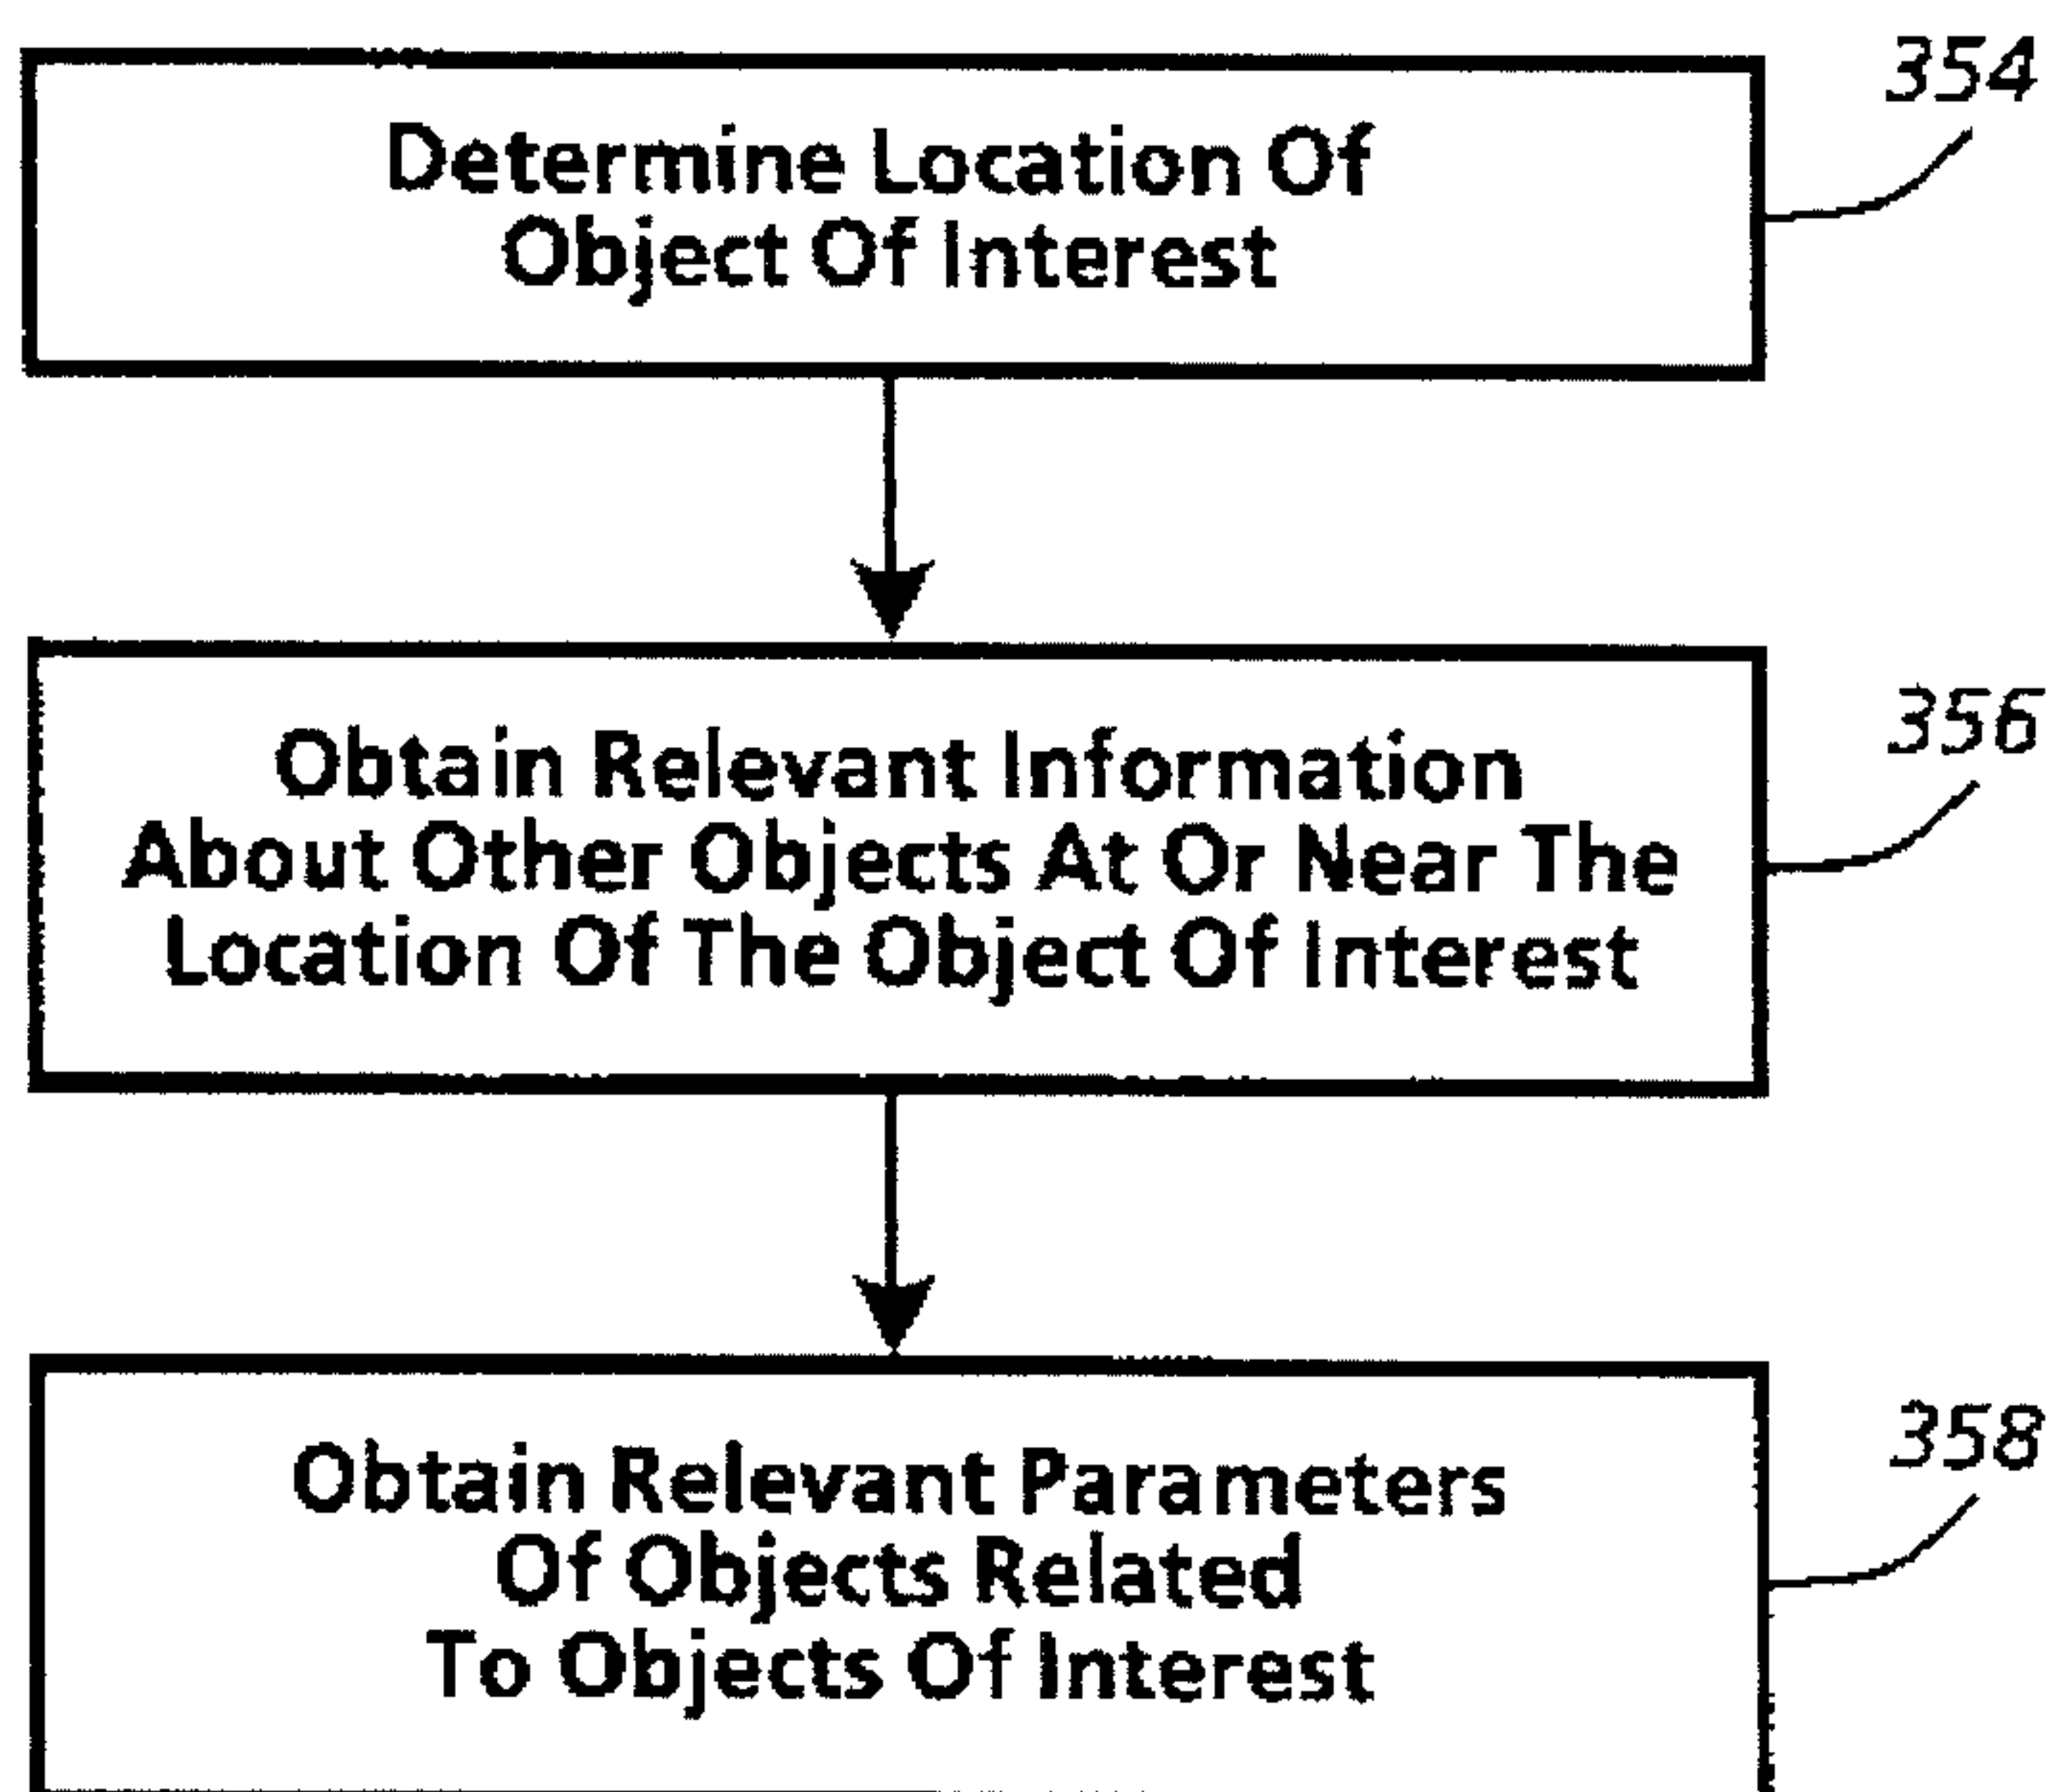 354
Determine Location Of
Object Of Interest
356
Obtain Relevant Information
About Other Objects At Or Near The
Location Of The Object Of Interest
358
Obtain Relevant Parameters
Of Objects Related
To Objects Of Interest